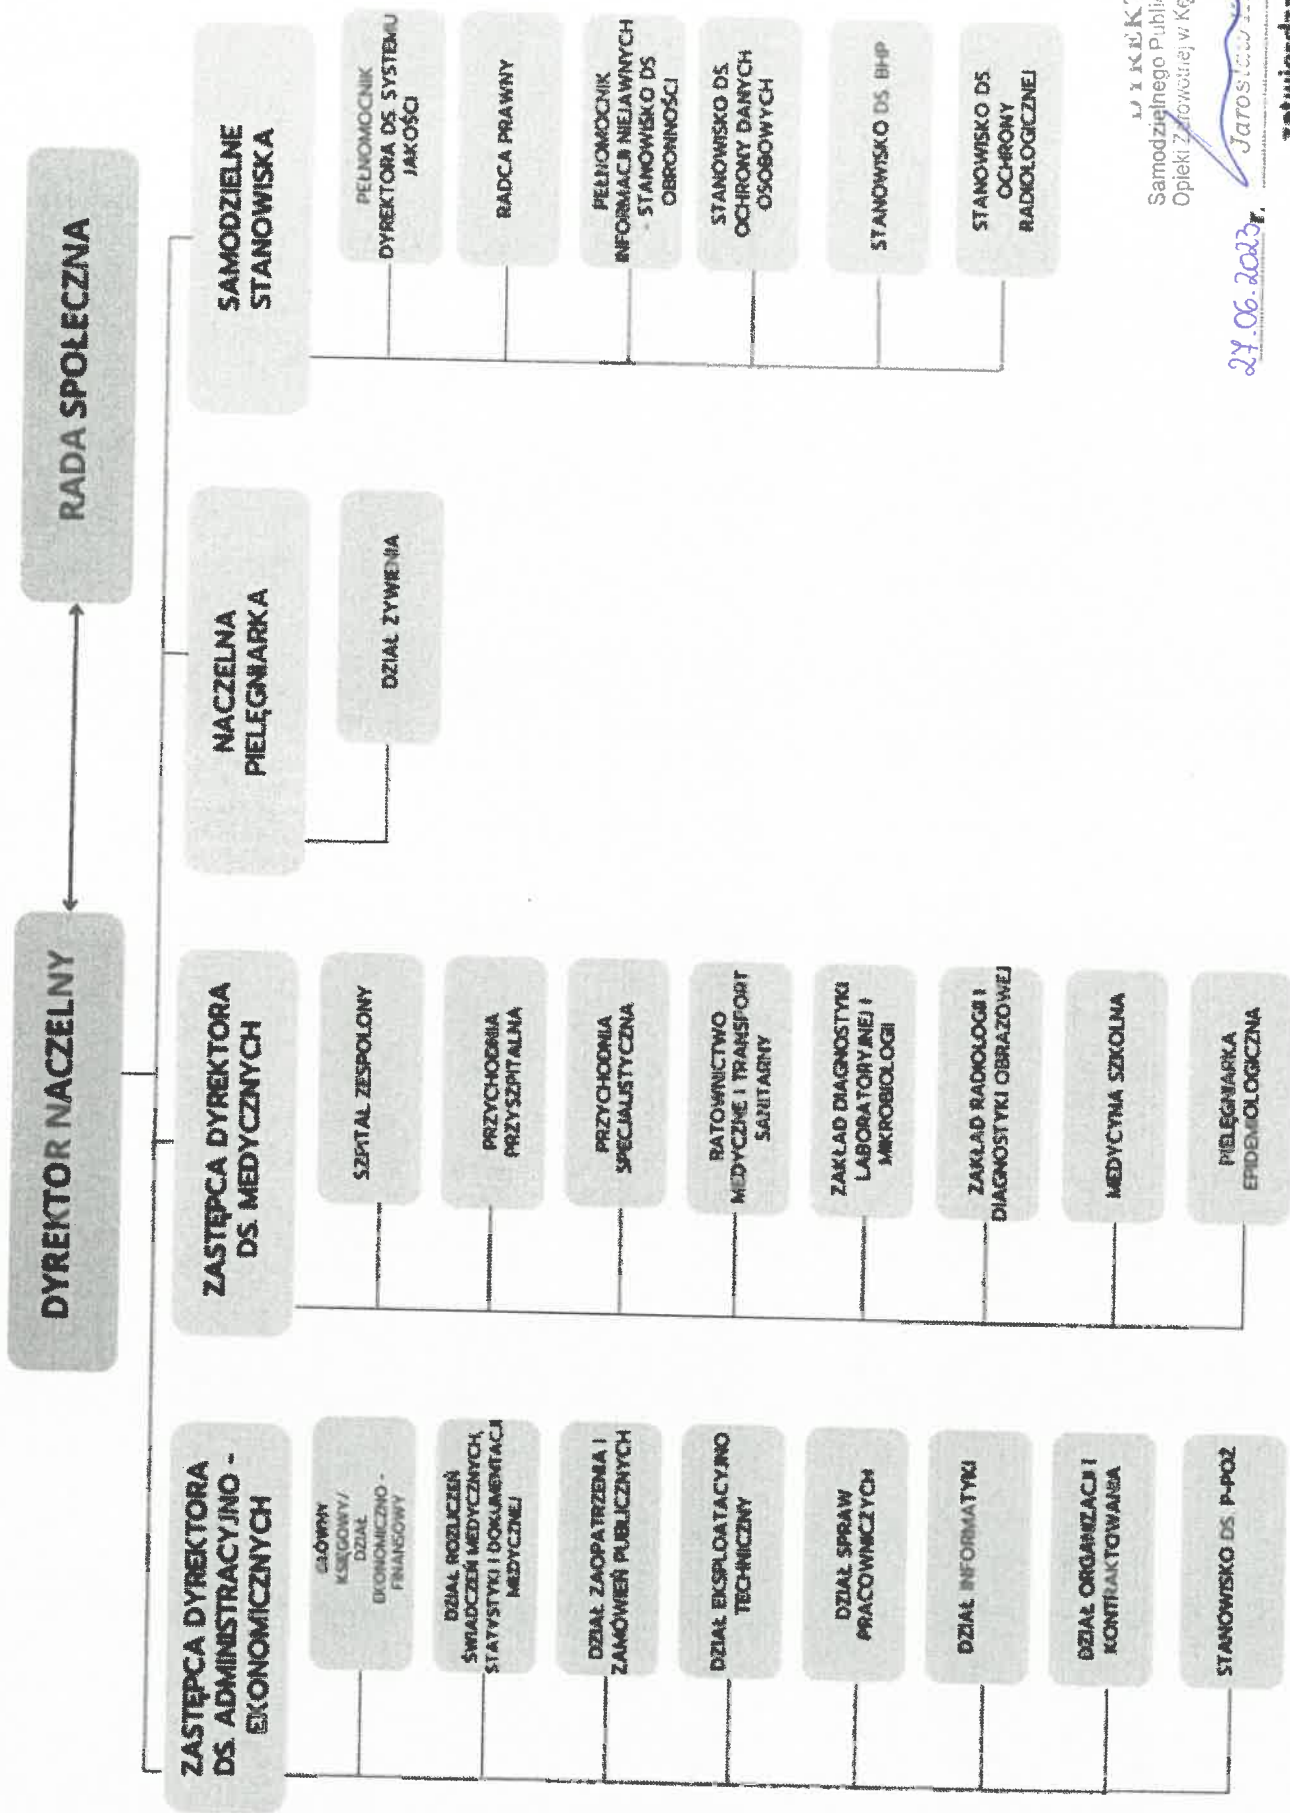 DYREKTOR NACZELNY
RADA SPOŁECZNA
ZASTĘPCA DYREKTORA
DS. ADMINISTRACYJNO -
EKONOMICZNYCH
GŁÓWNY
KSIĘGOWY /
DZIAŁ
EKONOMICZNO -
FINANSOWY
DZIAŁ ROZLICZEŃ
ŚWIADCZEŃ MEDYCZNYCH,
STATYSTYKI I DOKUMENTACJI
MEDYCZNEJ
DZIAŁ ZAOPATRZENIA I
ZAMÓWIEŃ PUBLICZNYCH
DZIAŁ EKSPLOATACYJNO
TECHNICZNY
DZIAŁ SPRAW
PRACOWNICZYCH
DZIAŁ INFORMATYKI
DZIAŁ ORGANIZACJI I
KONTRAKTOWANIA
STANOWISKO DS. P-POŻ
ZASTĘPCA DYREKTORA
DS. MEDYCZNYCH
SZPITAL ZESPOLONY
PRZYCHODNIA
PRZYSZPITALNA
PRZYCHODNIA
SPECJALISTYCZNA
RATOWNICTWO
MEDYCZNE I TRANSPORT
SANITARNY
ZAKŁAD DIAGNOSTYKI
LABORATORYJNEJ I
MIKROBIOLOGII
ZAKŁAD RADIOLOGII I
DIAGNOSTYKI OBRAZOWEJ
MEDYCYNA SZKOLNA
PIELĘGNIARKA
EPIDEMIOLOGICZNA
NACZELNA
PIELĘGNIARKA
DZIAŁ ŻYWIENIA
SAMODZIELNE
STANOWISKA
PEŁNOMOCNIK
DYREKTORA DS. SYSTEMU
JAKOŚCI
RADCA PRAWNY
PEŁNOMOCNIK
INFORMACJI NIEJAWNYCH
- STANOWISKO DS
OBRONNOŚCI
STANOWISKO DS.
OCHRONY DANYCH
OSOBOWYCH
STANOWISKO DS. BHP
STANOWISKO DS.
OCHRONY
RADIOLOGICZNEJ
Samodzielnego
Opieki Zdrowotnej w
Jarosław
27.06.2023r.